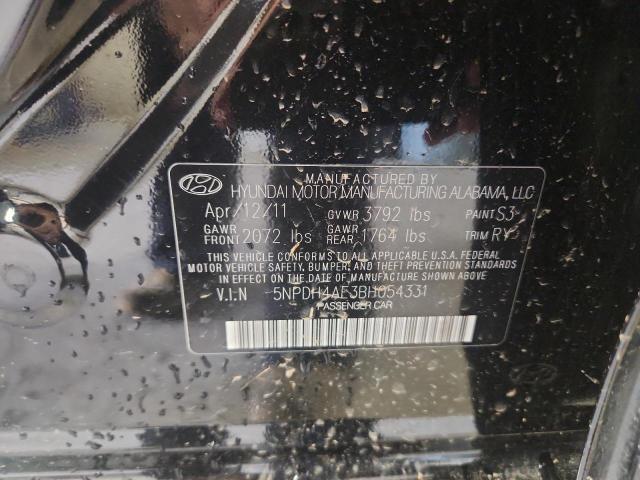 MANUFACTURED BY
HYUNDAI MOTOR MANUFACTURING ALABAMA, LLC
Apr/12/11 GVWR 3792 lbs PAINT S3
GAWR FRONT 2072 lbs GAWR REAR 1764 lbs TRIM RY
THIS VEHICLE CONFORMS TO ALL APPLICABLE U.S.A. FEDERAL
MOTOR VEHICLE SAFETY, BUMPER, AND THEFT PREVENTION STANDARDS
IN EFFECT ON THE DATE OF MANUFACTURE SHOWN ABOVE
V.I.N 5NPDH4AE3BH054331
PASSENGER CAR